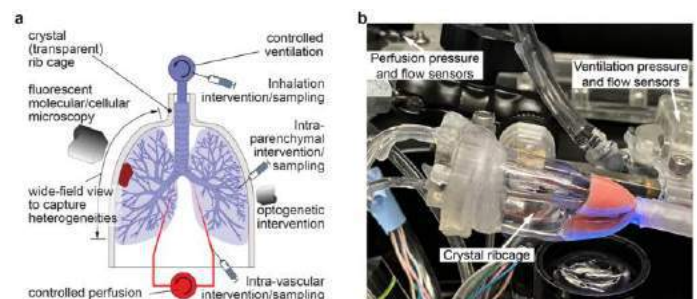 a
crystal
(transparent)
rib cage
controlled
ventilation
fluorescent
molecular/cellular
microscopy
Inhalation
intervention/sampling
Intra-
parenchymal
intervention/
sampling
wide-field view
to capture
heterogeneities
optogenetic
intervention
controlled perfusion
Intra-vascular
intervention/sampling
b
Perfusion pressure
and flow sensors
Ventilation pressure
and flow sensors
Crystal ribcage